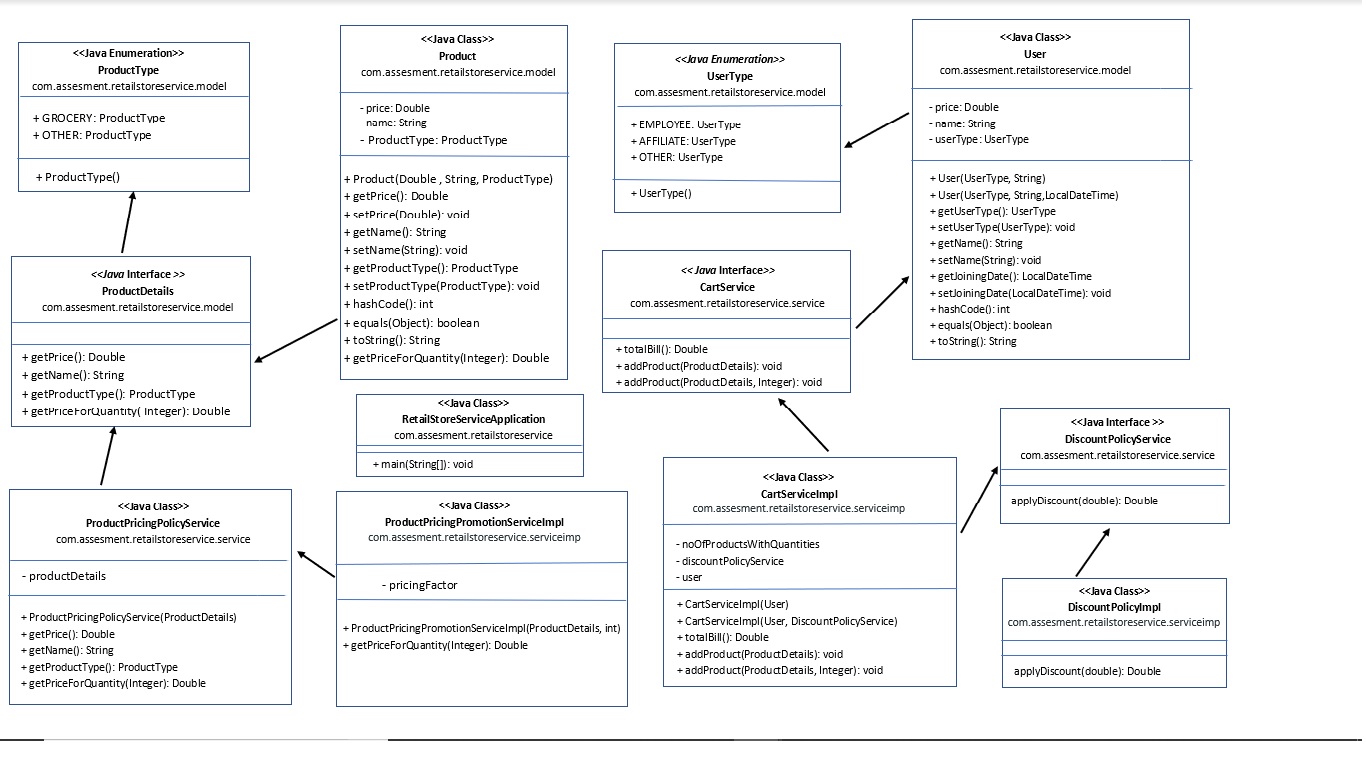 <<Java Enumeration>>
ProductType
com.assesment.retailstoreservice.model
+ GROCERY: ProductType
+ OTHER: ProductType
+ ProductType()
<<Java Class>>
Product
com.assesment.retailstoreservice.model
- price: Double
name: String
- ProductType: ProductType
+ Product(Double , String, ProductType)
+ getPrice(): Double
+ setPrice(Double): void
+ getName(): String
+ setName(String): void
+ getProductType(): ProductType
+ setProductType(ProductType): void
+ hashCode(): int
+ equals(Object): boolean
+ toString(): String
+ getPriceForQuantity(Integer): Double
<<Java Enumeration>>
UserType
com.assesment.retailstoreservice.model
+ EMPLOYEE: UserType
+ AFFILIATE: UserType
+ OTHER: UserType
+ UserType()
<<Java Class>>
User
com.assesment.retailstoreservice.model
- price: Double
- name: String
- userType: UserType
+ User(UserType, String)
+ User(UserType, String,LocalDateTime)
+ getUserType(): UserType
+ setUserType(UserType): void
+ getName(): String
+ setName(String): void
+ getJoiningDate(): LocalDateTime
+ setJoiningDate(LocalDateTime): void
+ hashCode(): int
+ equals(Object): boolean
+ toString(): String
<<Java Interface >>
ProductDetails
com.assesment.retailstoreservice.model
+ getPrice(): Double
+ getName(): String
+ getProductType(): ProductType
+ getPriceForQuantity( Integer): Double
<< Java Interface>>
CartService
com.assesment.retailstoreservice.service
+ totalBill(): Double
+ addProduct(ProductDetails): void
+ addProduct(ProductDetails, Integer): void
<<Java Class>>
RetailStoreServiceApplication
com.assesment.retailstoreservice
+ main(String[]): void
<<Java Interface >>
DiscountPolicyService
com.assesment.retailstoreservice.service
applyDiscount(double): Double
<<Java Class>>
ProductPricingPolicyService
com.assesment.retailstoreservice.service
- productDetails
+ ProductPricingPolicyService(ProductDetails)
+ getPrice(): Double
+ getName(): String
+ getProductType(): ProductType
+ getPriceForQuantity(Integer): Double
<<Java Class>>
ProductPricingPromotionServiceImpl
com.assesment.retailstoreservice.serviceimp
- pricingFactor
+ ProductPricingPromotionServiceImpl(ProductDetails, int)
+ getPriceForQuantity(Integer): Double
<<Java Class>>
CartServiceImpl
com.assesment.retailstoreservice.serviceimp
- noOfProductsWithQuantities
- discountPolicyService
- user
+ CartServiceImpl(User)
+ CartServiceImpl(User, DiscountPolicyService)
+ totalBill(): Double
+ addProduct(ProductDetails): void
+ addProduct(ProductDetails, Integer): void
<<Java Class>>
DiscountPolicyImpl
com.assesment.retailstoreservice.serviceimp
applyDiscount(double): Double